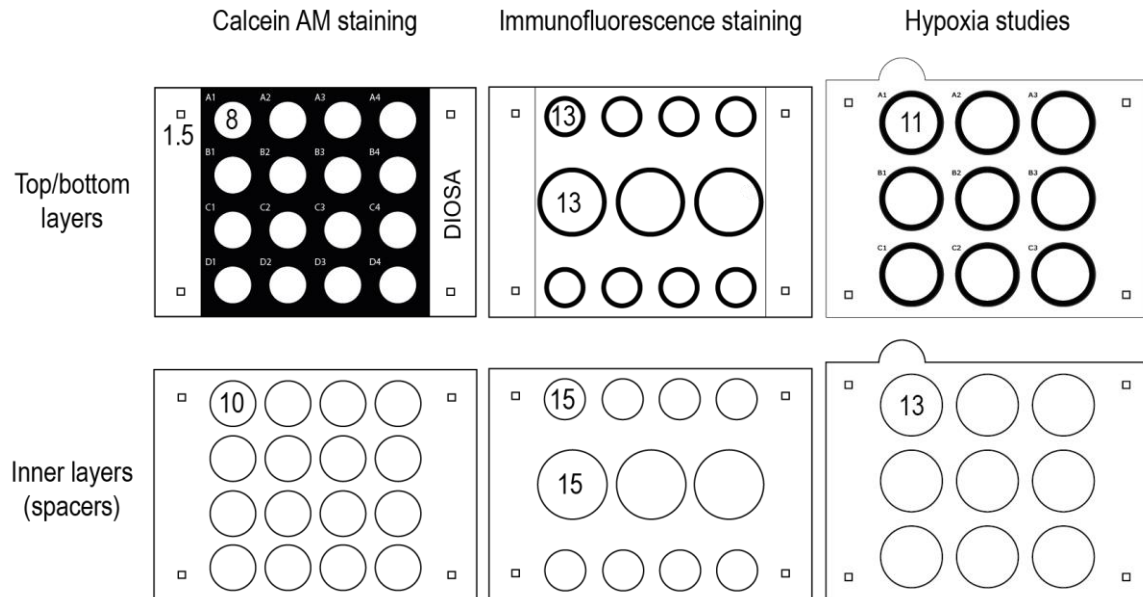 Calcein AM staining
Immunofluorescence staining
Hypoxia studies
Top/bottom
layers
A1 A2 A3 A4
8
1.5
B1 B2 B3 B4
C1 C2 C3 C4
D1 D2 D3 D4
DIOSA
13
13
A1 A2 A3
11
B1 B2 B3
C1 C2 C3
Inner layers
(spacers)
10
15
15
13